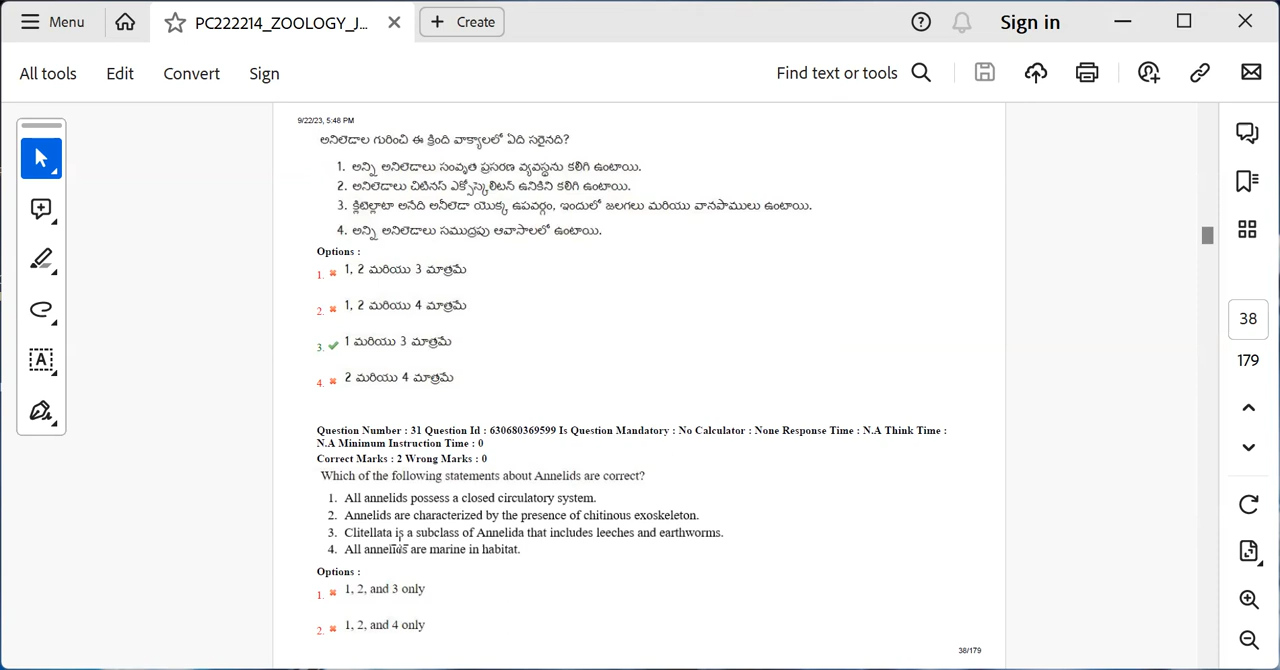 Menu
PC222214_ZOOLOGY_J...
Create
Sign in
All tools
Edit
Convert
Sign
Find text or tools
9/22/23, 5:48 PM
అనిలెడాల గురించి ఈ క్రింది వాక్యాలలో ఏది సరైనది?
1. అన్ని అనిలెడాలు సంవృత ప్రసరణ వ్యవస్థను కలిగి ఉంటాయి.
2. అనిలెడాలు చిటినస్ ఎక్సోస్కెలిటన్ ఉనికిని కలిగి ఉంటాయి.
3. క్లిటెల్లాటా అనేది అనీలెడా యొక్క ఉపవర్గం, ఇందులో జలగలు మరియు వానపాములు ఉంటాయి.
4. అన్ని అనిలెడాలు సముద్రపు ఆవాసాలలో ఉంటాయి.
Options :
1. 1, 2 మరియు 3 మాత్రమే
2. 1, 2 మరియు 4 మాత్రమే
3. 1 మరియు 3 మాత్రమే
4. 2 మరియు 4 మాత్రమే
Question Number : 31 Question Id : 630680369599 Is Question Mandatory : No Calculator : None Response Time : N.A Think Time :
N.A Minimum Instruction Time : 0
Correct Marks : 2 Wrong Marks : 0
Which of the following statements about Annelids are correct?
1. All annelids possess a closed circulatory system.
2. Annelids are characterized by the presence of chitinous exoskeleton.
3. Clitellata is a subclass of Annelida that includes leeches and earthworms.
4. All annelids are marine in habitat.
Options :
1. 1, 2, and 3 only
2. 1, 2, and 4 only
38/179
38
179